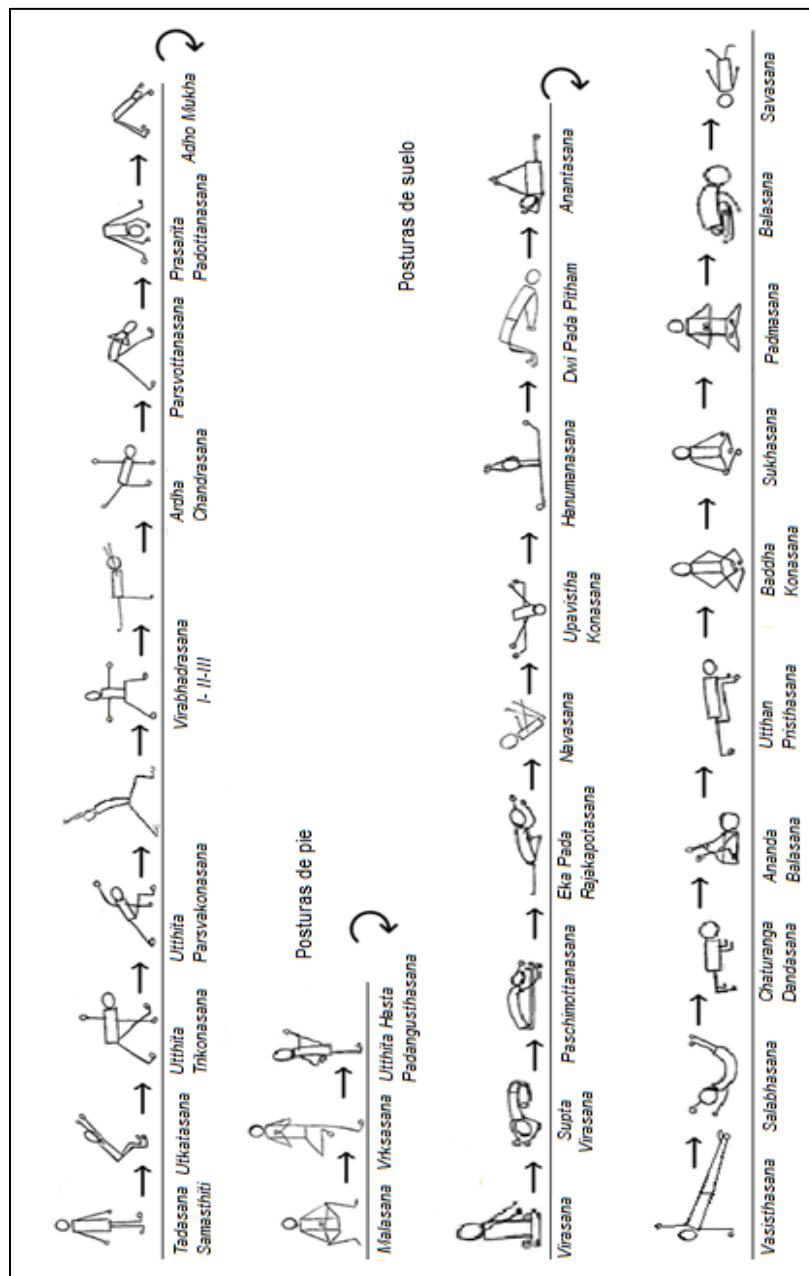 Tadasana
Samasthiti
Utkatasana
Utthita
Trikonasana
Utthita
Parsvakonasana
Virabhadrasana
I- II-III
Ardha
Chandrasana
Parsvottanasana
Prasarita
Padottanasana
Adho Mukha
Posturas de pie
Malasana
Vrksasana
Utthita Hasta
Padangusthasana
Posturas de suelo
Virasana
Supta
Virasana
Paschimottanasana
Eka Pada
Rajakapotasana
Navasana
Upavistha
Konasana
Hanumanasana
Dwi Pada Pitham
Anantasana
Vasisthasana
Salabhasana
Chaturanga
Dandasana
Ananda
Balasana
Utthan
Pristhasana
Baddha
Konasana
Sukhasana
Padmasana
Balasana
Savasana